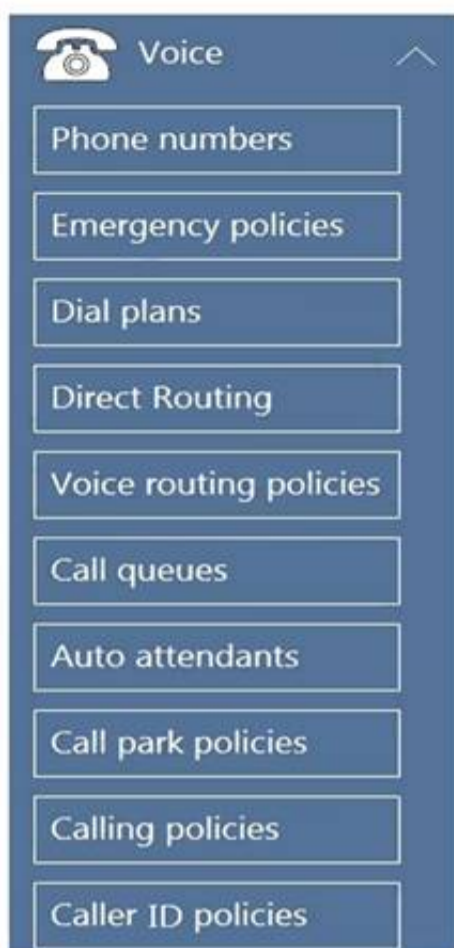 Voice
Phone numbers
Emergency policies
Dial plans
Direct Routing
Voice routing policies
Call queues
Auto attendants
Call park policies
Calling policies
Caller ID policies